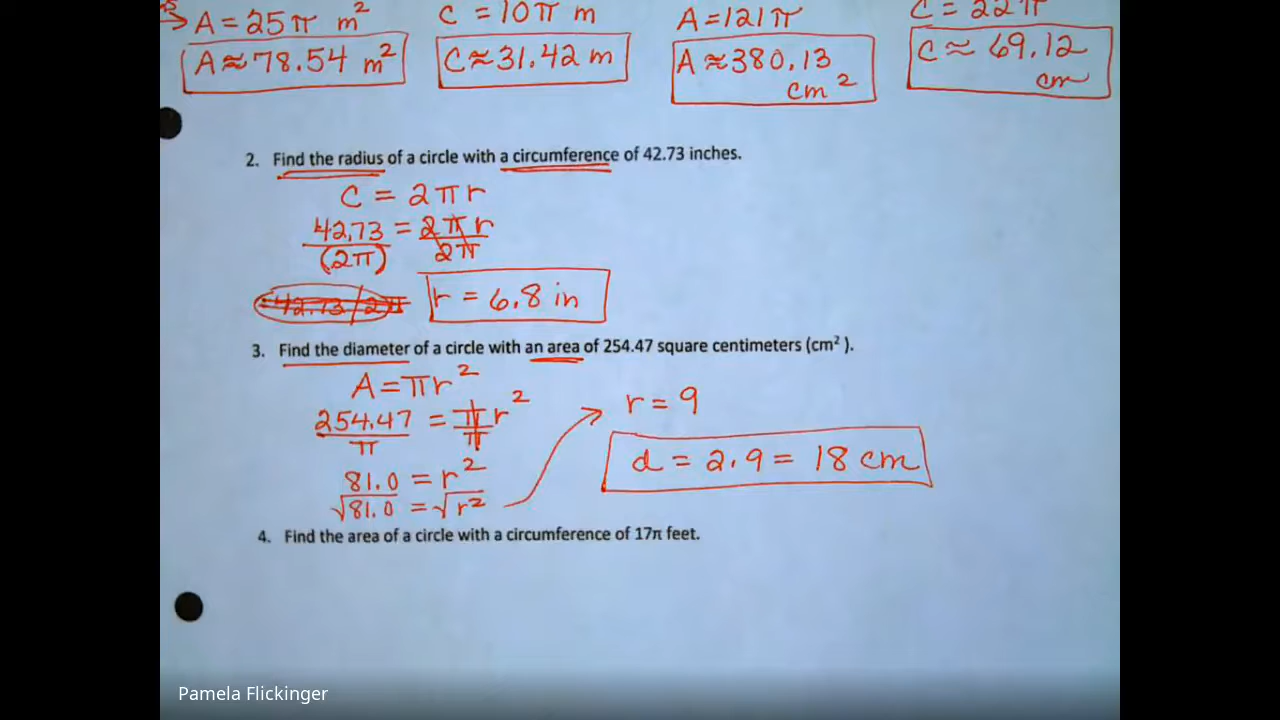 A = 25π m² C = 10π m A = 121π C = 22π
A ≈ 78.54 m² C ≈ 31.42 m A ≈ 380.13 cm² C ≈ 69.12 cm
2. Find the radius of a circle with a circumference of 42.73 inches.
C = 2πr
42.73 = 2πr
(2π) 2π
r = 6.8 in
3. Find the diameter of a circle with an area of 254.47 square centimeters (cm² ).
A = πr²
254.47 = πr²
π π
r = 9
81.0 = r²
√81.0 = √r²
d = 2.9 = 18 cm
4. Find the area of a circle with a circumference of 17π feet.
Pamela Flickinger